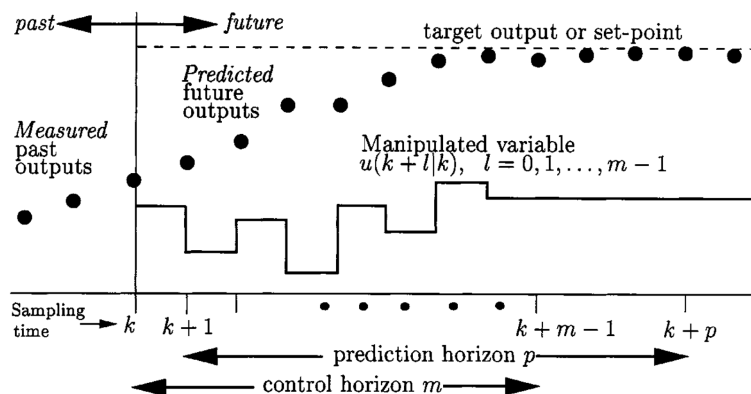 past future
target output or set-point
Predicted
future
outputs
Measured
past
outputs
Manipulated variable
u(k + l|k), l = 0, 1, . . . , m − 1
Sampling
time
k k + 1 k + m − 1 k + p
prediction horizon p
control horizon m